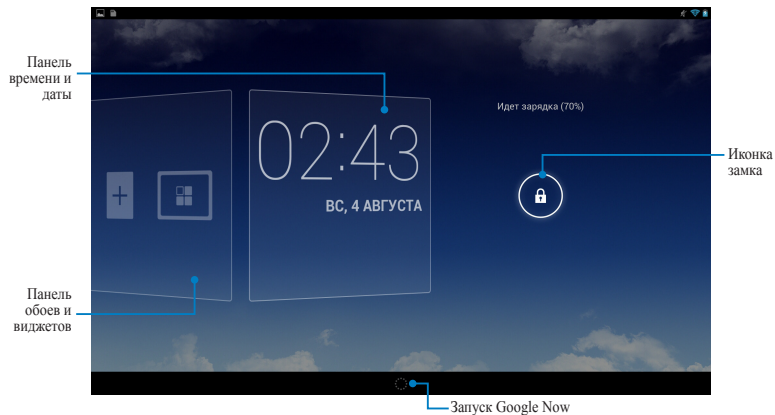 Панель
времени и
даты
Идет зарядка (70%)
02:43
ВС, 4 АВГУСТА
Иконка
замка
Панель
обоев и
виджетов
Запуск Google Now